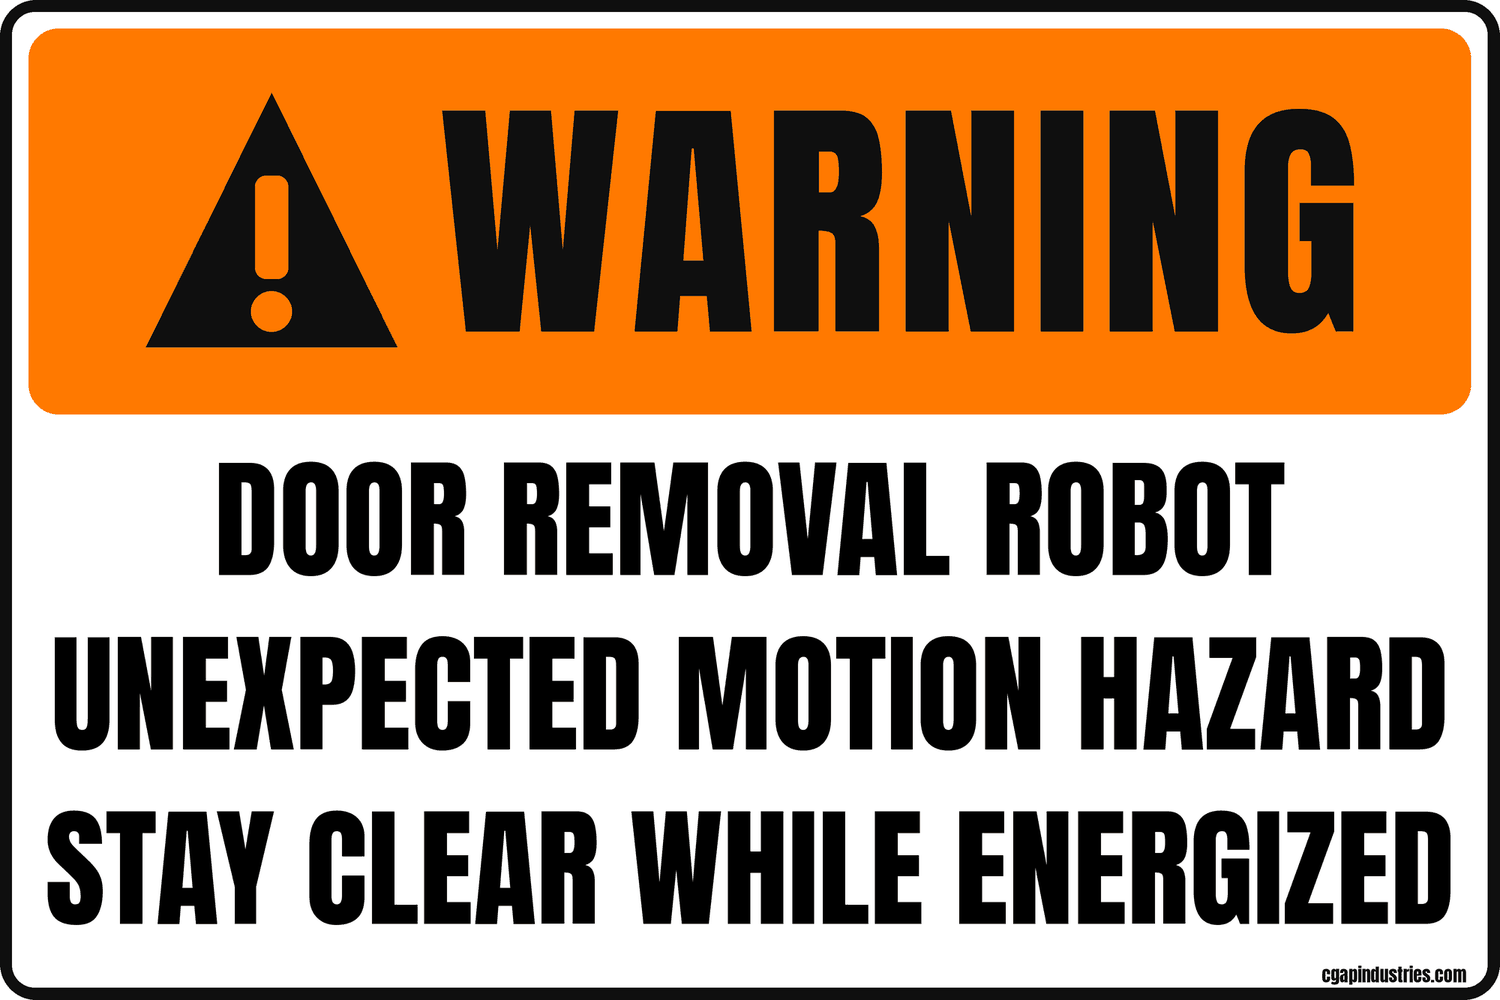 WARNING
DOOR REMOVAL ROBOT
UNEXPECTED MOTION HAZARD
STAY CLEAR WHILE ENERGIZED
cgapindustries.com